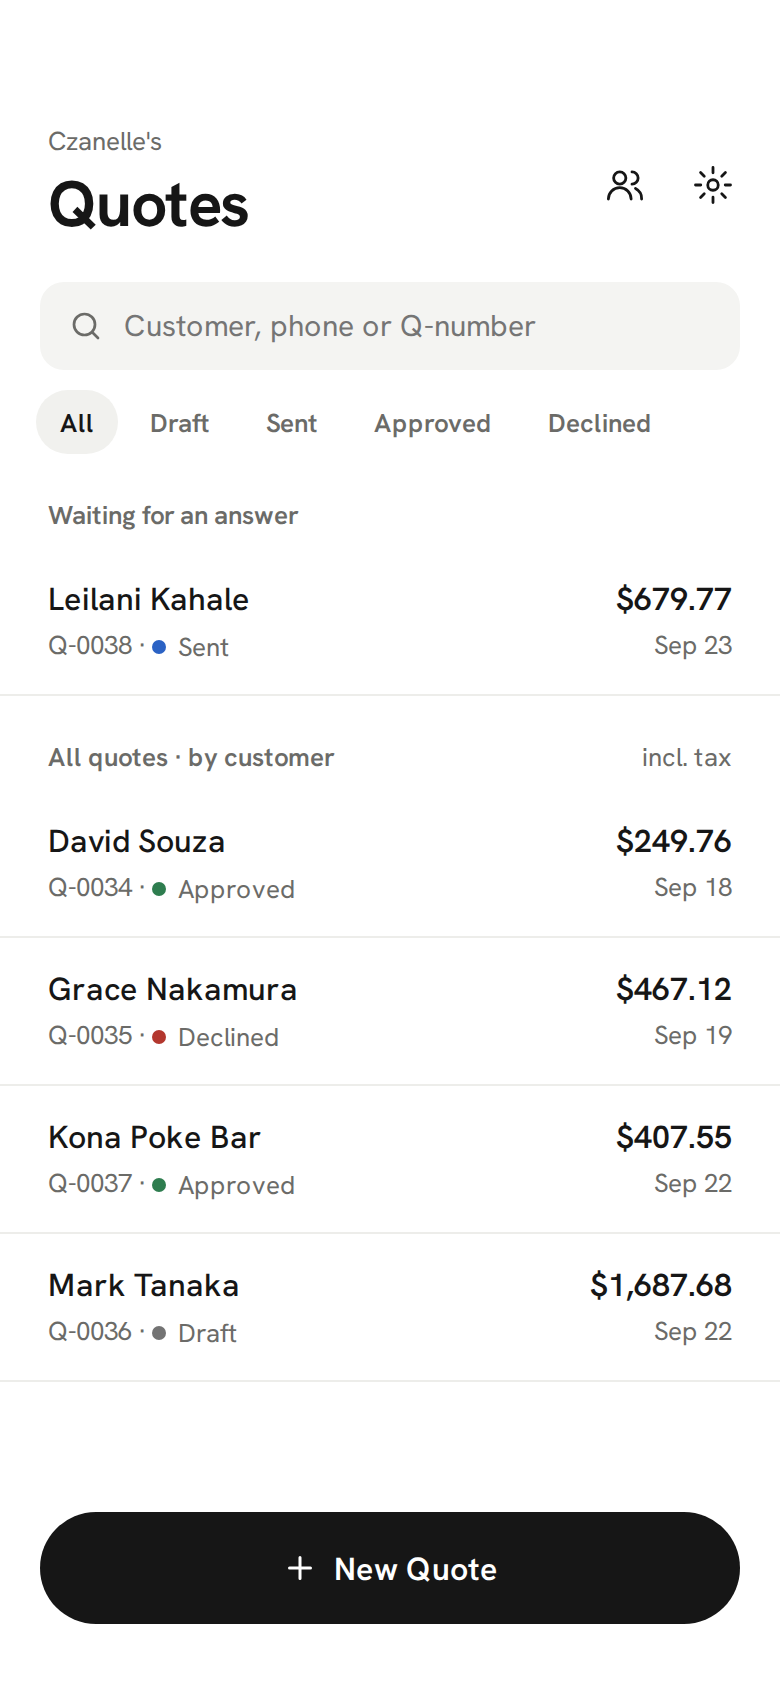 Czanelle's
Quotes
Customer, phone or Q-number
All Draft Sent Approved Declined
Waiting for an answer
Leilani Kahale $679.77
Q-0038 · Sent Sep 23
All quotes · by customer incl. tax
David Souza $249.76
Q-0034 · Approved Sep 18
Grace Nakamura $467.12
Q-0035 · Declined Sep 19
Kona Poke Bar $407.55
Q-0037 · Approved Sep 22
Mark Tanaka $1,687.68
Q-0036 · Draft Sep 22
+ New Quote